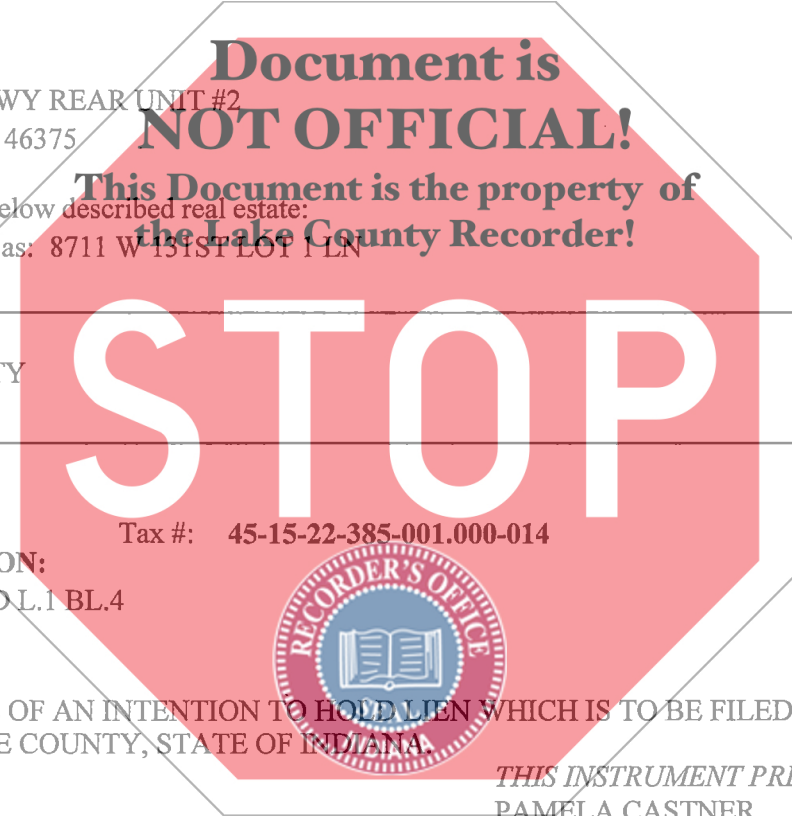 Document is
WY REAR UNIT #2
NOT OFFICIAL!
46375
This Document is the property of
elow described real estate:
the Lake County Recorder!
as: 8711 W 131ST LOT 1 LN
TY
STOP
Tax #: 45-15-22-385-001.000-014
ON:
D L.1 BL.4
RECORDER'S OFFICE
OF AN INTENTION TO HOLD LIEN WHICH IS TO BE FILED
E COUNTY, STATE OF INDIANA.
THIS INSTRUMENT PRE
PAMELA CASTNER